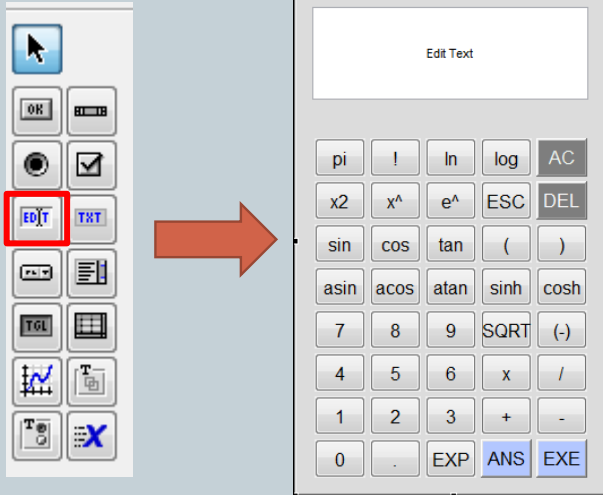 OK
EDIT TXT
TGL
T
T X
Edit Text
pi ! ln log AC
x2 x^ e^ ESC DEL
sin cos tan ( )
asin acos atan sinh cosh
7 8 9 SQRT (-)
4 5 6 x /
1 2 3 + -
0 . EXP ANS EXE